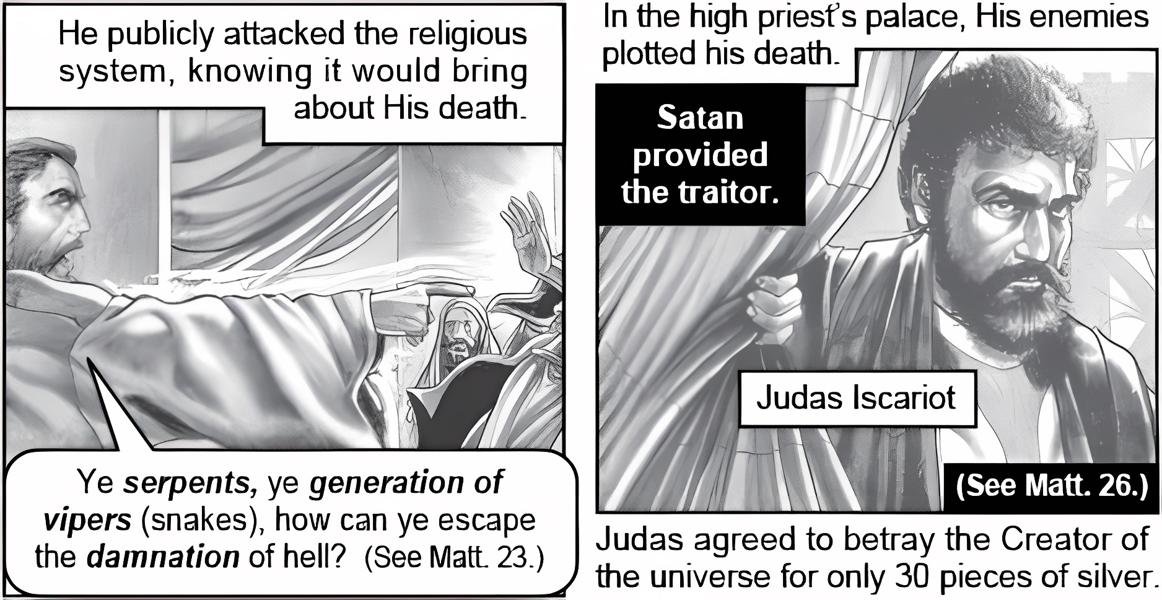 He publicly attacked the religious
system, knowing it would bring
about His death.
Ye serpents, ye generation of
vipers (snakes), how can ye escape
the damnation of hell? (See Matt. 23.)
In the high priest's palace, His enemies
plotted his death.
Satan
provided
the traitor.
Judas Iscariot
(See Matt. 26.)
Judas agreed to betray the Creator of
the universe for only 30 pieces of silver.